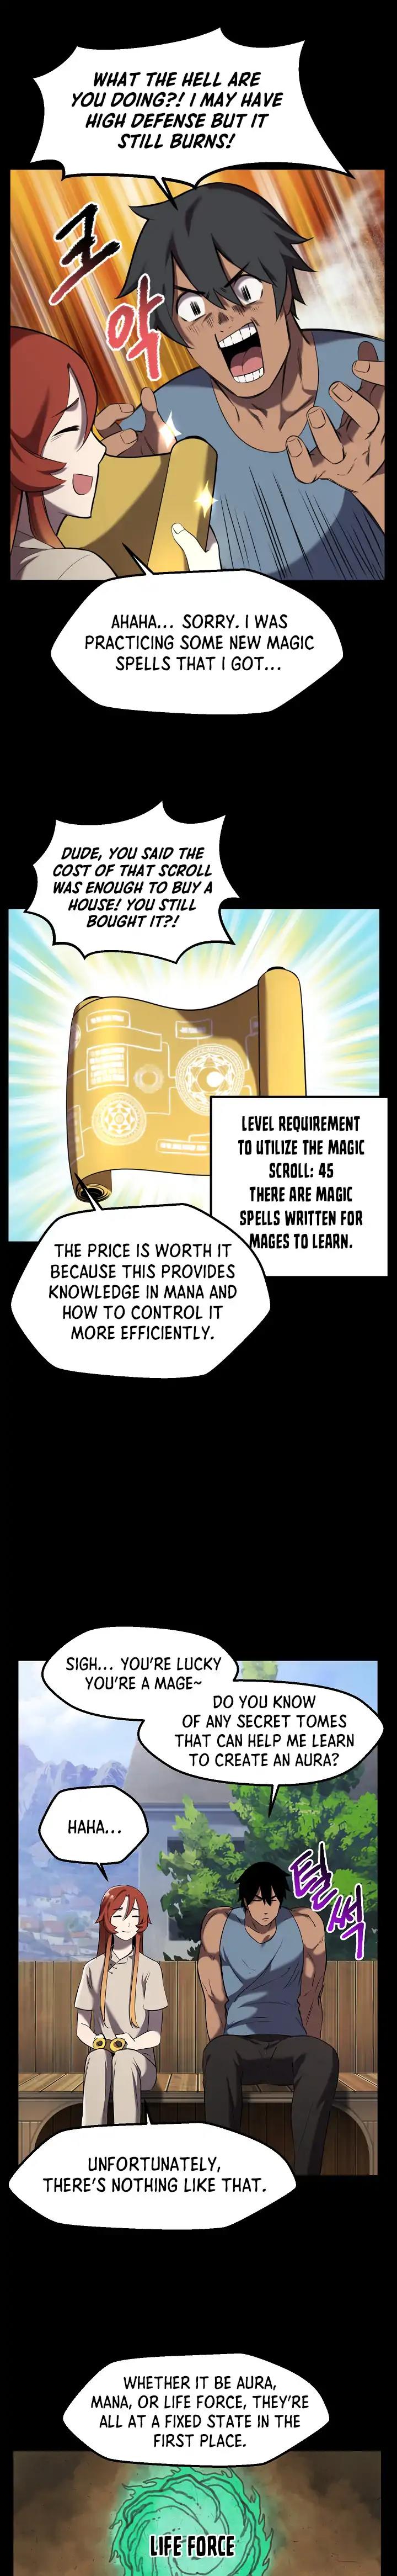 WHAT THE HELL ARE
YOU DOING?! I MAY HAVE
HIGH DEFENSE BUT IT
STILL BURNS!
크
악
AHAHA... SORRY. I WAS
PRACTICING SOME NEW MAGIC
SPELLS THAT I GOT...
DUDE, YOU SAID THE
COST OF THAT SCROLL
WAS ENOUGH TO BUY A
HOUSE! YOU STILL
BOUGHT IT?!
LEVEL REQUIREMENT
TO UTILIZE THE MAGIC
SCROLL: 45
THERE ARE MAGIC
SPELLS WRITTEN FOR
MAGES TO LEARN.
THE PRICE IS WORTH IT
BECAUSE THIS PROVIDES
KNOWLEDGE IN MANA AND
HOW TO CONTROL IT
MORE EFFICIENTLY.
SIGH... YOU'RE LUCKY
YOU'RE A MAGE~
DO YOU KNOW
OF ANY SECRET TOMES
THAT CAN HELP ME LEARN
TO CREATE AN AURA?
HAHA...
털썩
UNFORTUNATELY,
THERE'S NOTHING LIKE THAT.
WHETHER IT BE AURA,
MANA, OR LIFE FORCE, THEY'RE
ALL AT A FIXED STATE IN THE
FIRST PLACE.
LIFE FORCE